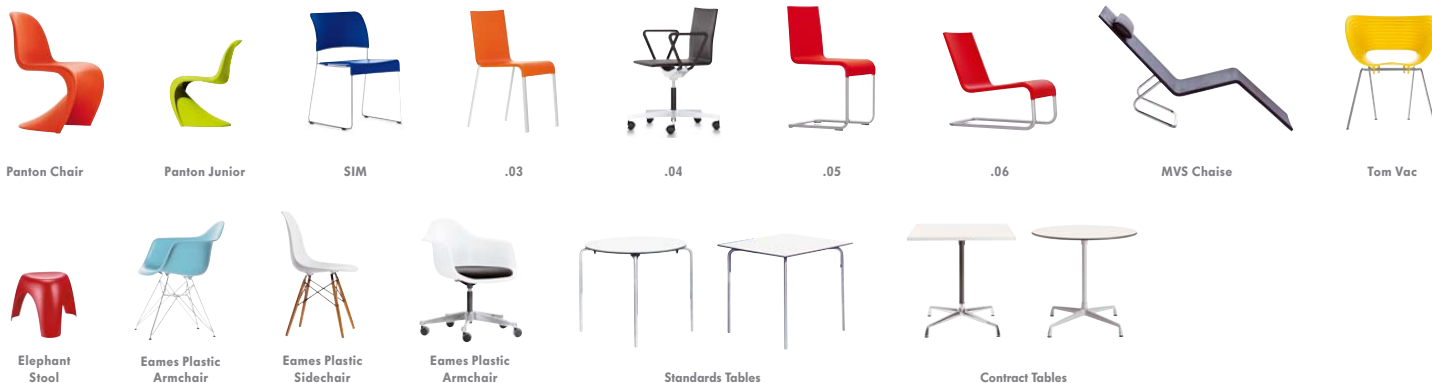 Panton Chair
Panton Junior
SIM
.03
.04
.05
.06
MVS Chaise
Tom Vac
Elephant
Stool
Eames Plastic
Armchair
Eames Plastic
Sidechair
Eames Plastic
Armchair
Standards Tables
Contract Tables